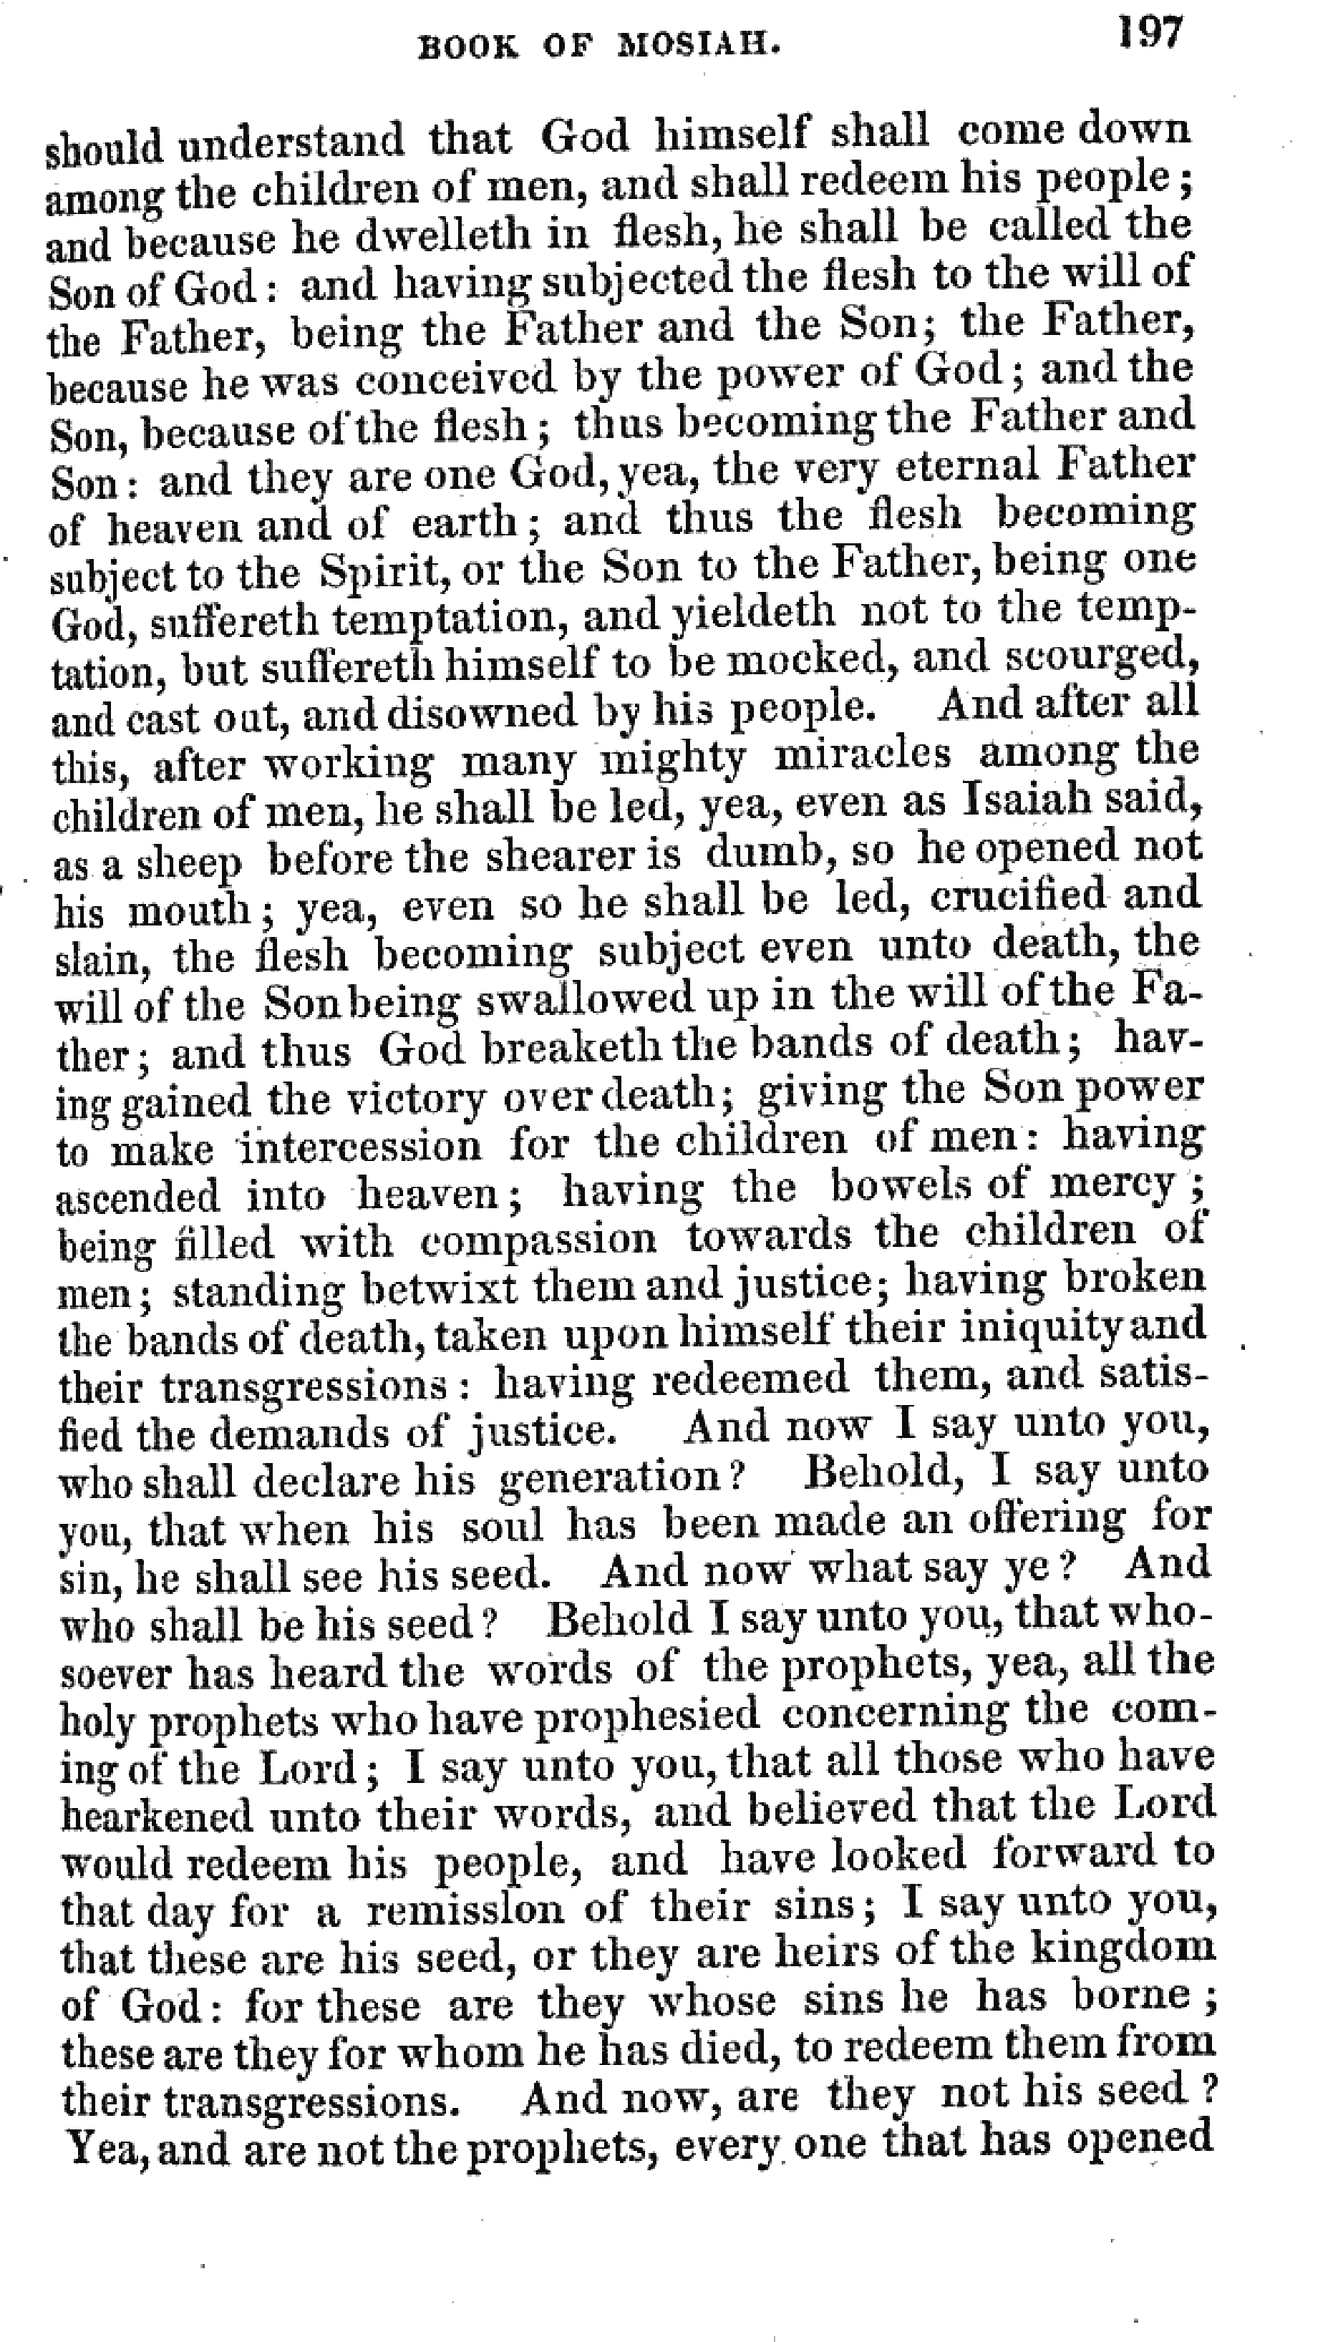 BOOK OF MOSIAH. 197
should understand that God himself shall come down
among the children of men, and shall redeem his people;
and because he dwelleth in flesh, he shall be called the
Son of God: and having subjected the flesh to the will of
the Father, being the Father and the Son; the Father,
because he was conceived by the power of God; and the
Son, because of the flesh; thus becoming the Father and
Son: and they are one God, yea, the very eternal Father
of heaven and of earth; and thus the flesh becoming
subject to the Spirit, or the Son to the Father, being one
God, suffereth temptation, and yieldeth not to the temp-
tation, but suffereth himself to be mocked, and scourged,
and cast out, and disowned by his people. And after all
this, after working many mighty miracles among the
children of men, he shall be led, yea, even as Isaiah said,
as a sheep before the shearer is dumb, so he opened not
his mouth; yea, even so he shall be led, crucified and
slain, the flesh becoming subject even unto death, the
will of the Son being swallowed up in the will of the Fa-
ther; and thus God breaketh the bands of death; hav-
ing gained the victory over death; giving the Son power
to make intercession for the children of men: having
ascended into heaven; having the bowels of mercy;
being filled with compassion towards the children of
men; standing betwixt them and justice; having broken
the bands of death, taken upon himself their iniquity and
their transgressions: having redeemed them, and satis-
fied the demands of justice. And now I say unto you,
who shall declare his generation? Behold, I say unto
you, that when his soul has been made an offering for
sin, he shall see his seed. And now what say ye? And
who shall be his seed? Behold I say unto you, that who-
soever has heard the words of the prophets, yea, all the
holy prophets who have prophesied concerning the com-
ing of the Lord; I say unto you, that all those who have
hearkened unto their words, and believed that the Lord
would redeem his people, and have looked forward to
that day for a remission of their sins; I say unto you,
that these are his seed, or they are heirs of the kingdom
of God: for these are they whose sins he has borne;
these are they for whom he has died, to redeem them from
their transgressions. And now, are they not his seed?
Yea, and are not the prophets, every one that has opened